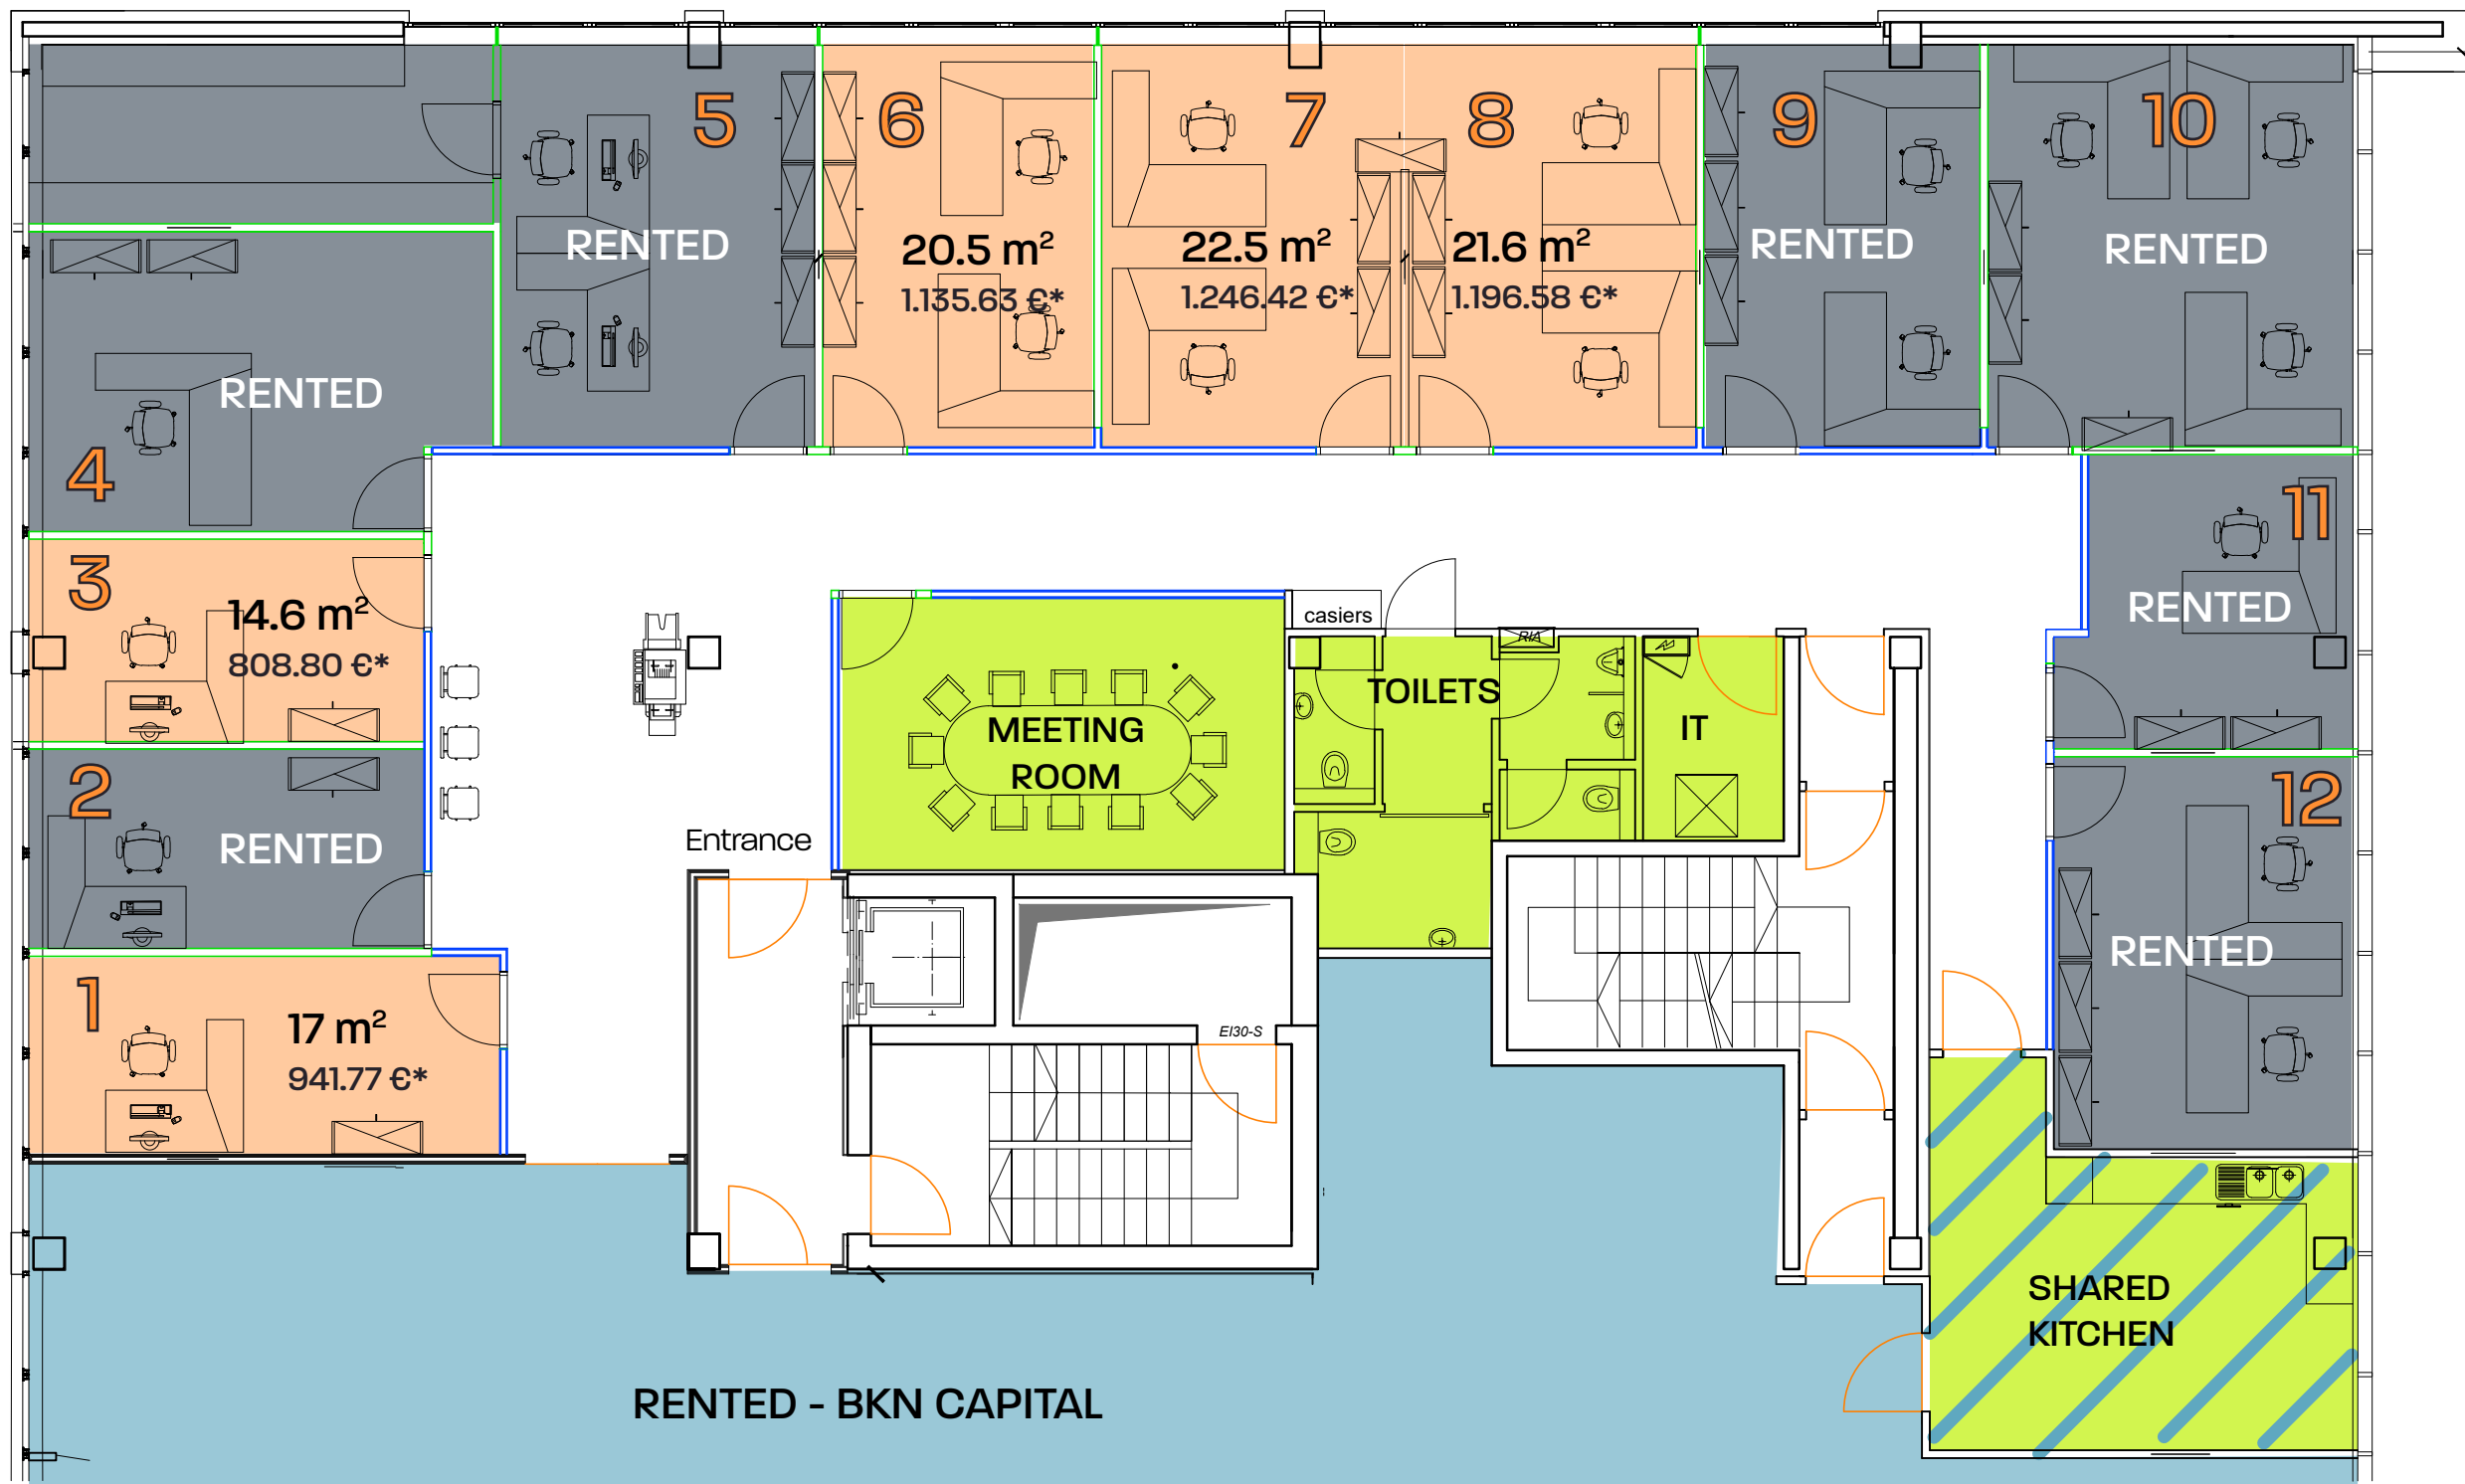 5
6
7
8
9
10
RENTED
20.5 m²
1.135.63 €*
22.5 m²
1.246.42 €*
21.6 m²
1.196.58 €*
RENTED
RENTED
RENTED
4
3
14.6 m²
808.80 €*
11
RENTED
casiers
RIA
TOILETS
IT
MEETING
ROOM
2
RENTED
Entrance
12
RENTED
1
17 m²
941.77 €*
EI30-S
SHARED
KITCHEN
RENTED - BKN CAPITAL